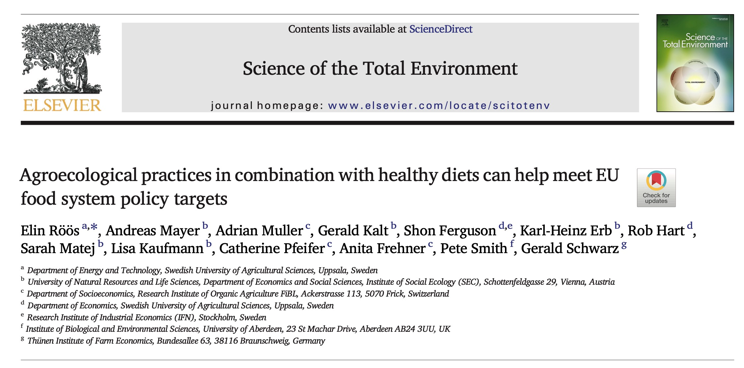 Contents lists available at ScienceDirect
Science of the Total Environment
journal homepage: www.elsevier.com/locate/scitotenv
ELSEVIER
Science OF THE
Total Environment
TOTAL ENVIRONMENT
Agroecological practices in combination with healthy diets can help meet EU
food system policy targets
Check for
updates
Elin Röös a,*, Andreas Mayer b, Adrian Muller c, Gerald Kalt b, Shon Ferguson d,e, Karl-Heinz Erb b, Rob Hart d,
Sarah Matej b, Lisa Kaufmann b, Catherine Pfeifer c, Anita Frehner c, Pete Smith f, Gerald Schwarz g
a Department of Energy and Technology, Swedish University of Agricultural Sciences, Uppsala, Sweden
b University of Natural Resources and Life Sciences, Department of Economics and Social Sciences, Institute of Social Ecology (SEC), Schottenfeldgasse 29, Vienna, Austria
c Department of Socioeconomics, Research Institute of Organic Agriculture FiBL, Ackerstrasse 113, 5070 Frick, Switzerland
d Department of Economics, Swedish University of Agricultural Sciences, Uppsala, Sweden
e Research Institute of Industrial Economics (IFN), Stockholm, Sweden
f Institute of Biological and Environmental Sciences, University of Aberdeen, 23 St Machar Drive, Aberdeen AB24 3UU, UK
g Thünen Institute of Farm Economics, Bundesallee 63, 38116 Braunschweig, Germany